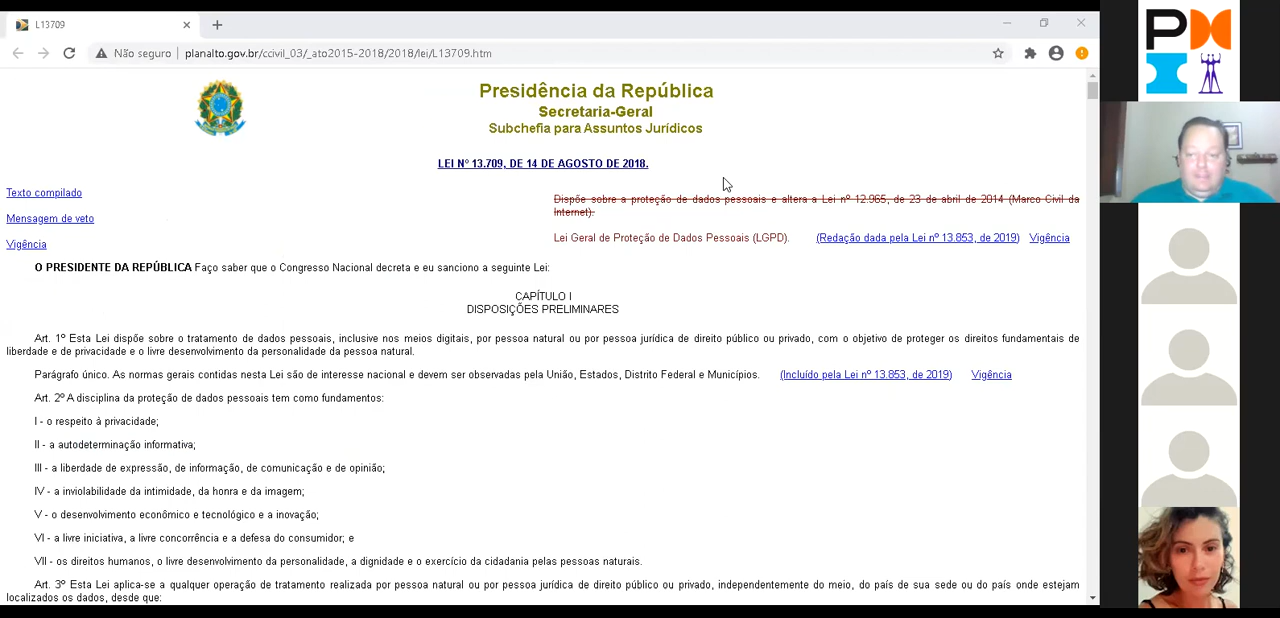 L13709
Não seguro | planalto.gov.br/ccivil_03/_ato2015-2018/2018/lei/L13709.htm
Presidência da República
Secretaria-Geral
Subchefia para Assuntos Jurídicos
LEI Nº 13.709, DE 14 DE AGOSTO DE 2018.
Texto compilado
Mensagem de veto
Vigência
Dispõe sobre a proteção de dados pessoais e altera a Lei nº 12.965, de 23 de abril de 2014 (Marco Civil da
Internet).
Lei Geral de Proteção de Dados Pessoais (LGPD). (Redação dada pela Lei nº 13.853, de 2019) Vigência
O PRESIDENTE DA REPÚBLICA Faço saber que o Congresso Nacional decreta e eu sanciono a seguinte Lei:
CAPÍTULO I
DISPOSIÇÕES PRELIMINARES
Art. 1º Esta Lei dispõe sobre o tratamento de dados pessoais, inclusive nos meios digitais, por pessoa natural ou por pessoa jurídica de direito público ou privado, com o objetivo de proteger os direitos fundamentais de
liberdade e de privacidade e o livre desenvolvimento da personalidade da pessoa natural.
Parágrafo único. As normas gerais contidas nesta Lei são de interesse nacional e devem ser observadas pela União, Estados, Distrito Federal e Municípios. (Incluído pela Lei nº 13.853, de 2019) Vigência
Art. 2º A disciplina da proteção de dados pessoais tem como fundamentos:
I - o respeito à privacidade;
II - a autodeterminação informativa;
III - a liberdade de expressão, de informação, de comunicação e de opinião;
IV - a inviolabilidade da intimidade, da honra e da imagem;
V - o desenvolvimento econômico e tecnológico e a inovação;
VI - a livre iniciativa, a livre concorrência e a defesa do consumidor; e
VII - os direitos humanos, o livre desenvolvimento da personalidade, a dignidade e o exercício da cidadania pelas pessoas naturais.
Art. 3º Esta Lei aplica-se a qualquer operação de tratamento realizada por pessoa natural ou por pessoa jurídica de direito público ou privado, independentemente do meio, do país de sua sede ou do país onde estejam
localizados os dados, desde que: